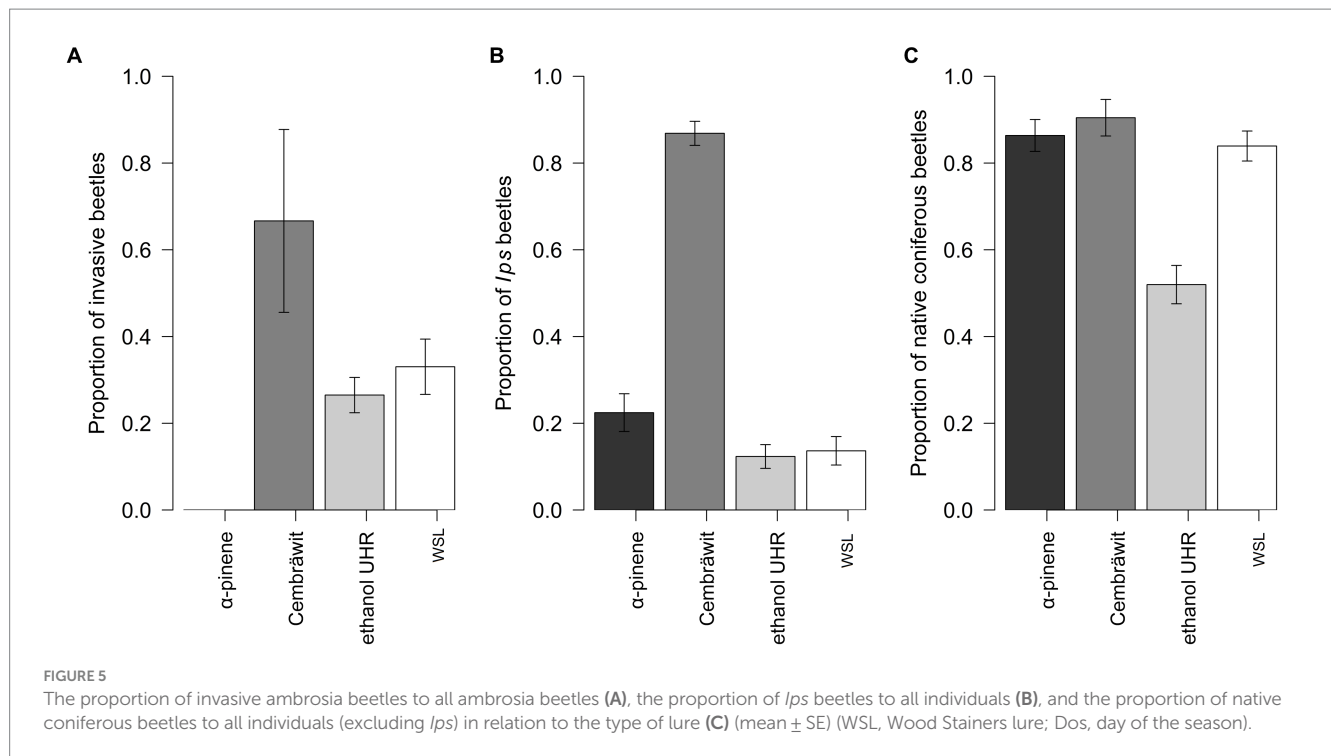 A
B
C
Proportion of invasive beetles
1.0
0.8
0.6
0.4
0.2
0.0
α-pinene
Cembräwit
ethanol UHR
WSL
Proportion of Ips beetles
1.0
0.8
0.6
0.4
0.2
0.0
α-pinene
Cembräwit
ethanol UHR
WSL
Proportion of native coniferous beetles
1.0
0.8
0.6
0.4
0.2
0.0
α-pinene
Cembräwit
ethanol UHR
WSL
FIGURE 5
The proportion of invasive ambrosia beetles to all ambrosia beetles (A), the proportion of Ips beetles to all individuals (B), and the proportion of native
coniferous beetles to all individuals (excluding Ips) in relation to the type of lure (C) (mean ± SE) (WSL, Wood Stainers lure; Dos, day of the season).